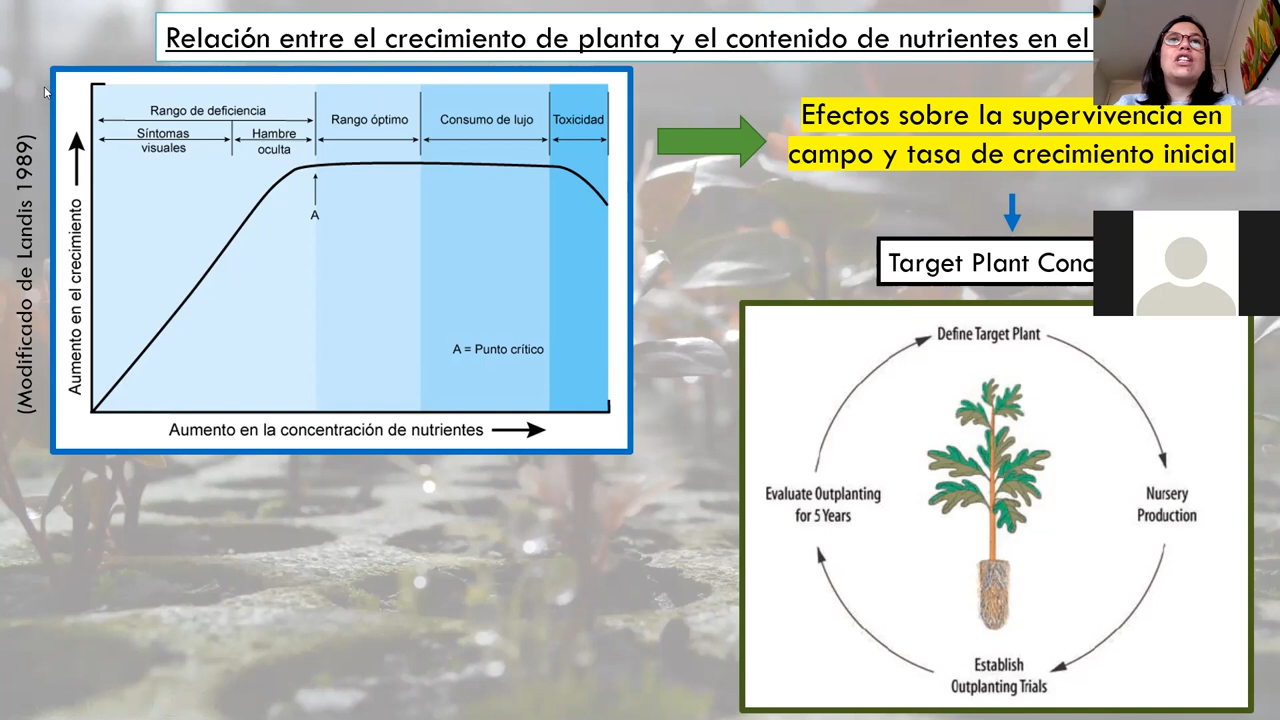 Relación entre el crecimiento de planta y el contenido de nutrientes en el
(Modificado de Landis 1989)
Rango de deficiencia
Síntomas
visuales
Hambre
oculta
Rango óptimo
Consumo de lujo
Toxicidad
A
A = Punto crítico
Aumento en el crecimiento
Aumento en la concentración de nutrientes
Efectos sobre la supervivencia en
campo y tasa de crecimiento inicial
Target Plant Conc
Define Target Plant
Nursery
Production
Establish
Outplanting Trials
Evaluate Outplanting
for 5 Years